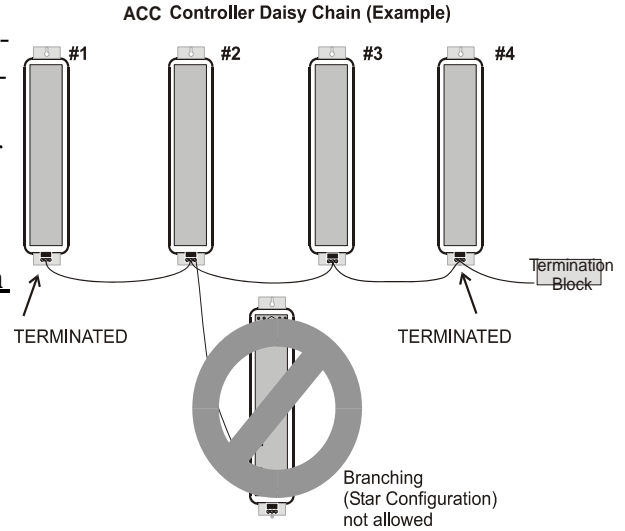 ACC Controller Daisy Chain (Example)
#1
#2
#3
#4
Termination
Block
TERMINATED
TERMINATED
Branching
(Star Configuration)
not allowed